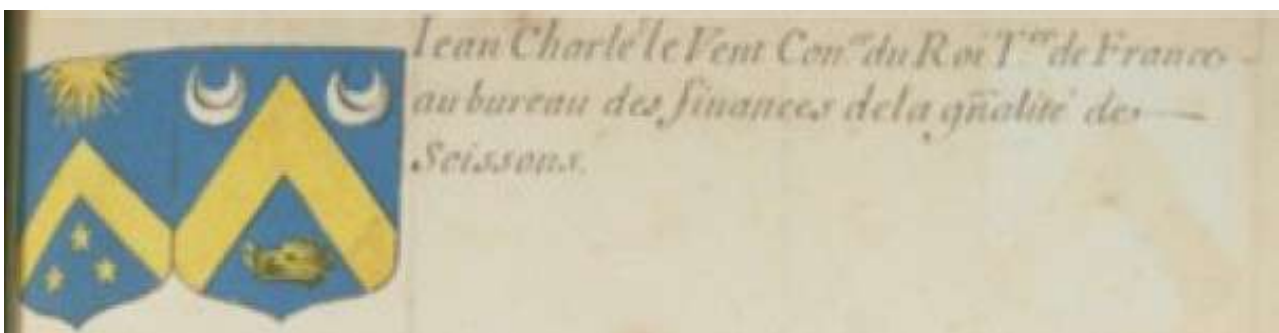 Iean Charle le Vent Con.er du Roi T.er de France
au bureau des finances de la gñalité de
Soissons.